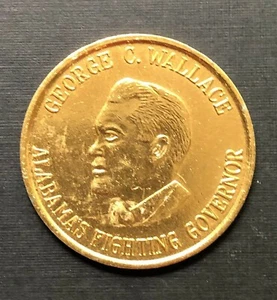 GEORGE C. WALLACE
ALABAMA'S FIGHTING GOVERNOR